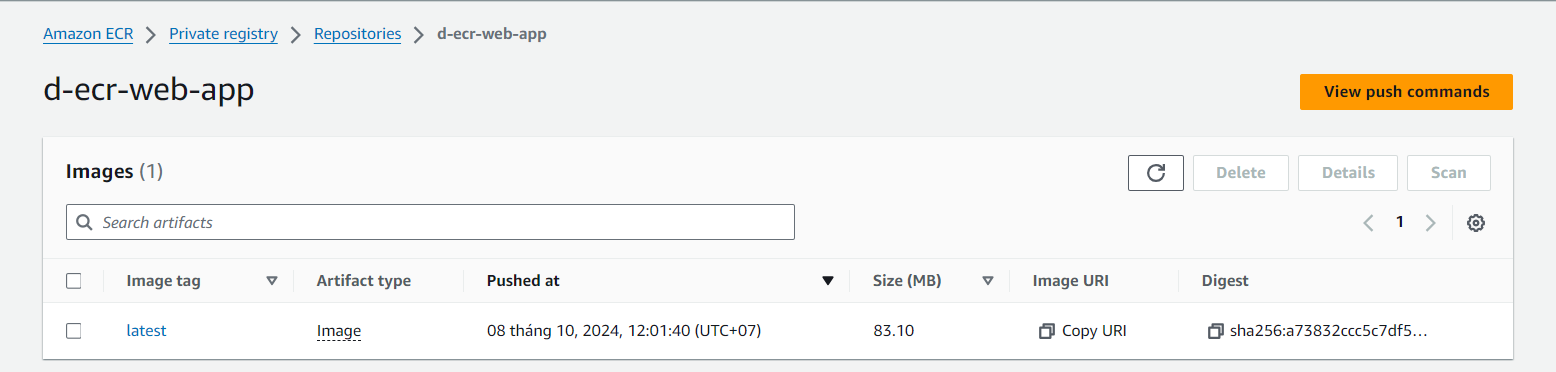 Amazon ECR > Private registry > Repositories > d-ecr-web-app
d-ecr-web-app
View push commands
Images (1)
Delete Details Scan
Search artifacts
1
Image tag Artifact type Pushed at Size (MB) Image URI Digest
latest Image 08 tháng 10, 2024, 12:01:40 (UTC+07) 83.10 Copy URI sha256:a73832ccc5c7df5...